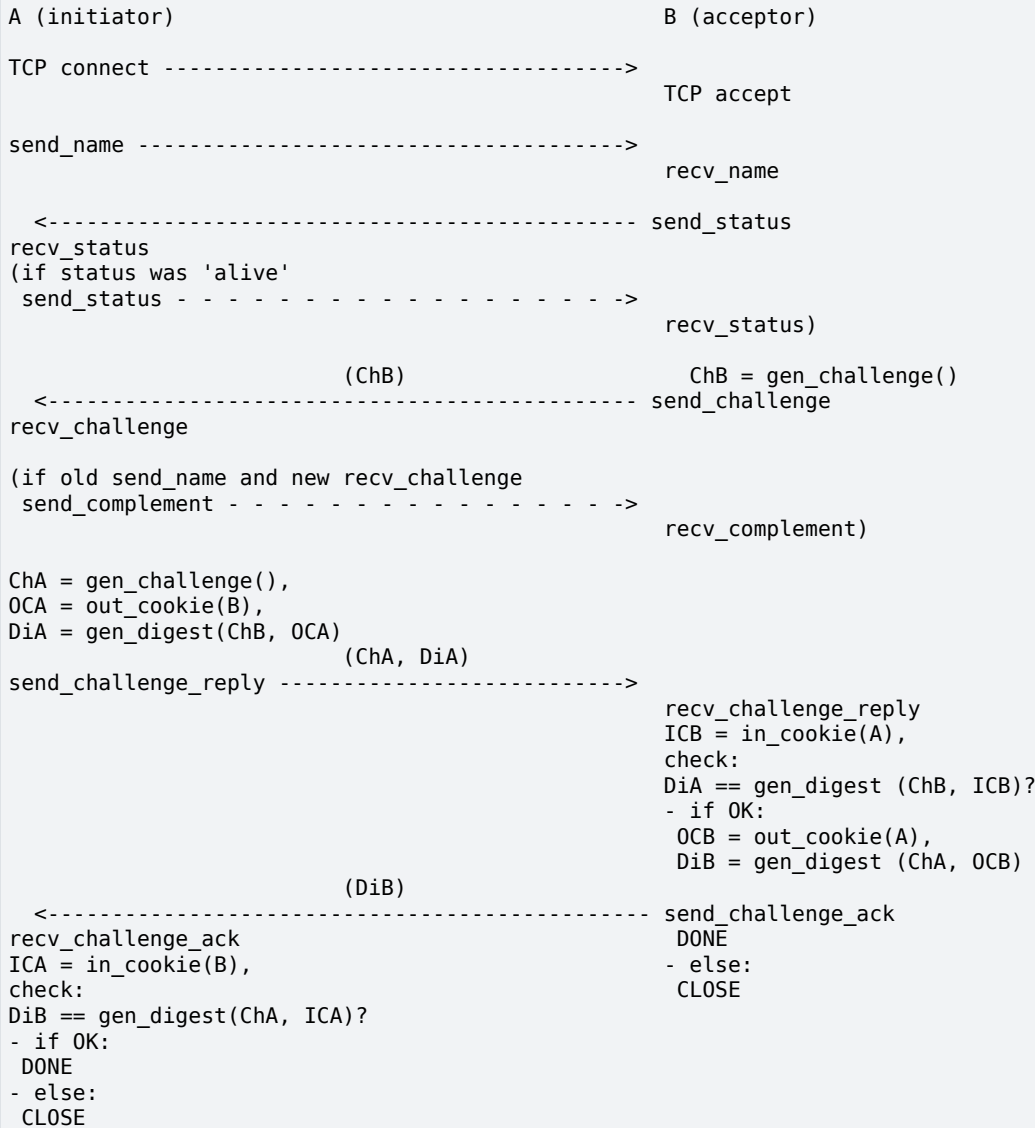 A (initiator)                                      B (acceptor)

TCP connect ------------------------------------>
                                                   TCP accept

send_name -------------------------------------->
                                                   recv_name

  <---------------------------------------------- send_status
recv_status
(if status was 'alive'
 send_status - - - - - - - - - - - - - - - - - ->
                                                   recv_status)

                          (ChB)                      ChB = gen_challenge()
  <---------------------------------------------- send_challenge
recv_challenge

(if old send_name and new recv_challenge
 send_complement - - - - - - - - - - - - - - - ->
                                                   recv_complement)

ChA = gen_challenge(),
OCA = out_cookie(B),
DiA = gen_digest(ChB, OCA)
                          (ChA, DiA)
send_challenge_reply --------------------------->
                                                   recv_challenge_reply
                                                   ICB = in_cookie(A),
                                                   check:
                                                   DiA == gen_digest (ChB, ICB)?
                                                   - if OK:
                                                    OCB = out_cookie(A),
                                                    DiB = gen_digest (ChA, OCB)
                          (DiB)
  <----------------------------------------------- send_challenge_ack
recv_challenge_ack                                  DONE
ICA = in_cookie(B),                                - else:
check:                                              CLOSE
DiB == gen_digest(ChA, ICA)?
- if OK:
 DONE
- else:
 CLOSE